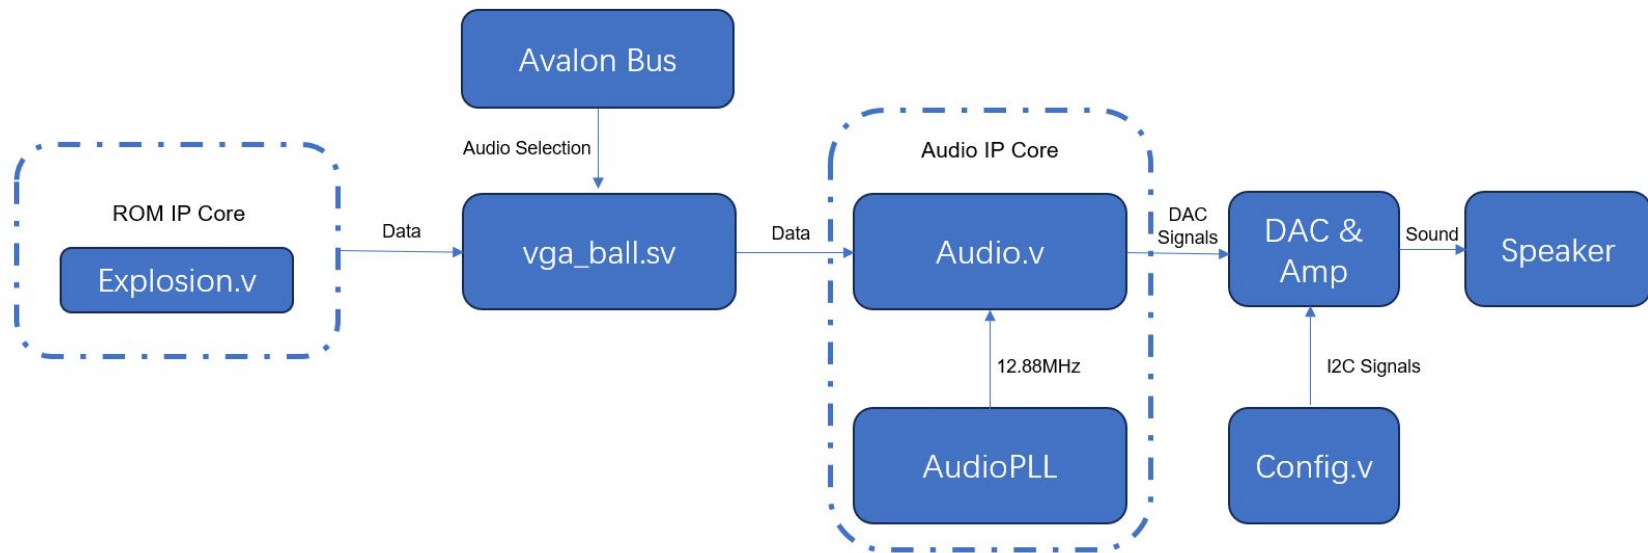 Avalon Bus
Audio Selection
ROM IP Core
Explosion.v
Data
vga_ball.sv
Data
Audio IP Core
Audio.v
12.88MHz
AudioPLL
DAC
Signals
DAC &
Amp
Sound
Speaker
I2C Signals
Config.v